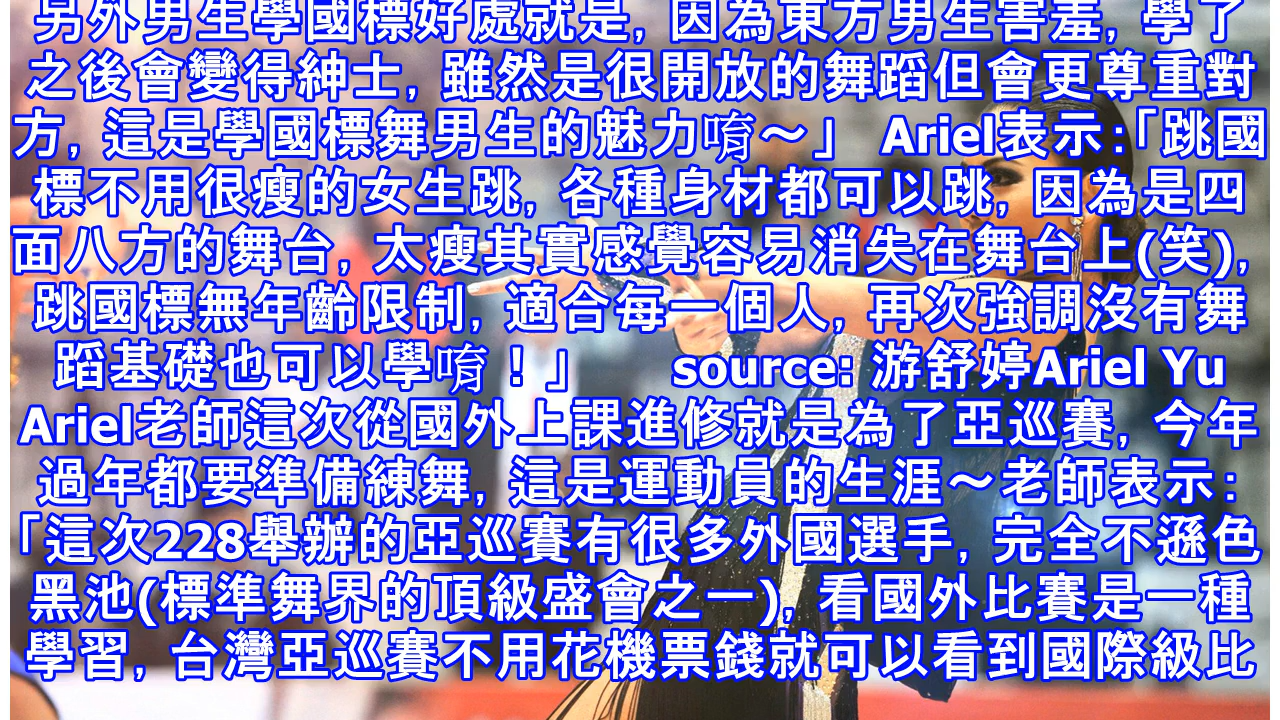 另外男生學國標好處就是, 因為東方男生害羞, 學了
之後會變得紳士, 雖然是很開放的舞蹈但會更尊重對
方, 這是學國標舞男生的魅力唷～」 Ariel表示:「跳國
標不用很瘦的女生跳, 各種身材都可以跳, 因為是四
面八方的舞台, 太瘦其實感覺容易消失在舞台上(笑),
跳國標無年齡限制, 適合每一個人, 再次強調沒有舞
蹈基礎也可以學唷！」 source: 游舒婷Ariel Yu
Ariel老師這次從國外上課進修就是為了亞巡賽, 今年
過年都要準備練舞, 這是運動員的生涯～老師表示:
「這次228舉辦的亞巡賽有很多外國選手, 完全不遜色
黑池(標準舞界的頂級盛會之一), 看國外比賽是一種
學習, 台灣亞巡賽不用花機票錢就可以看到國際級比